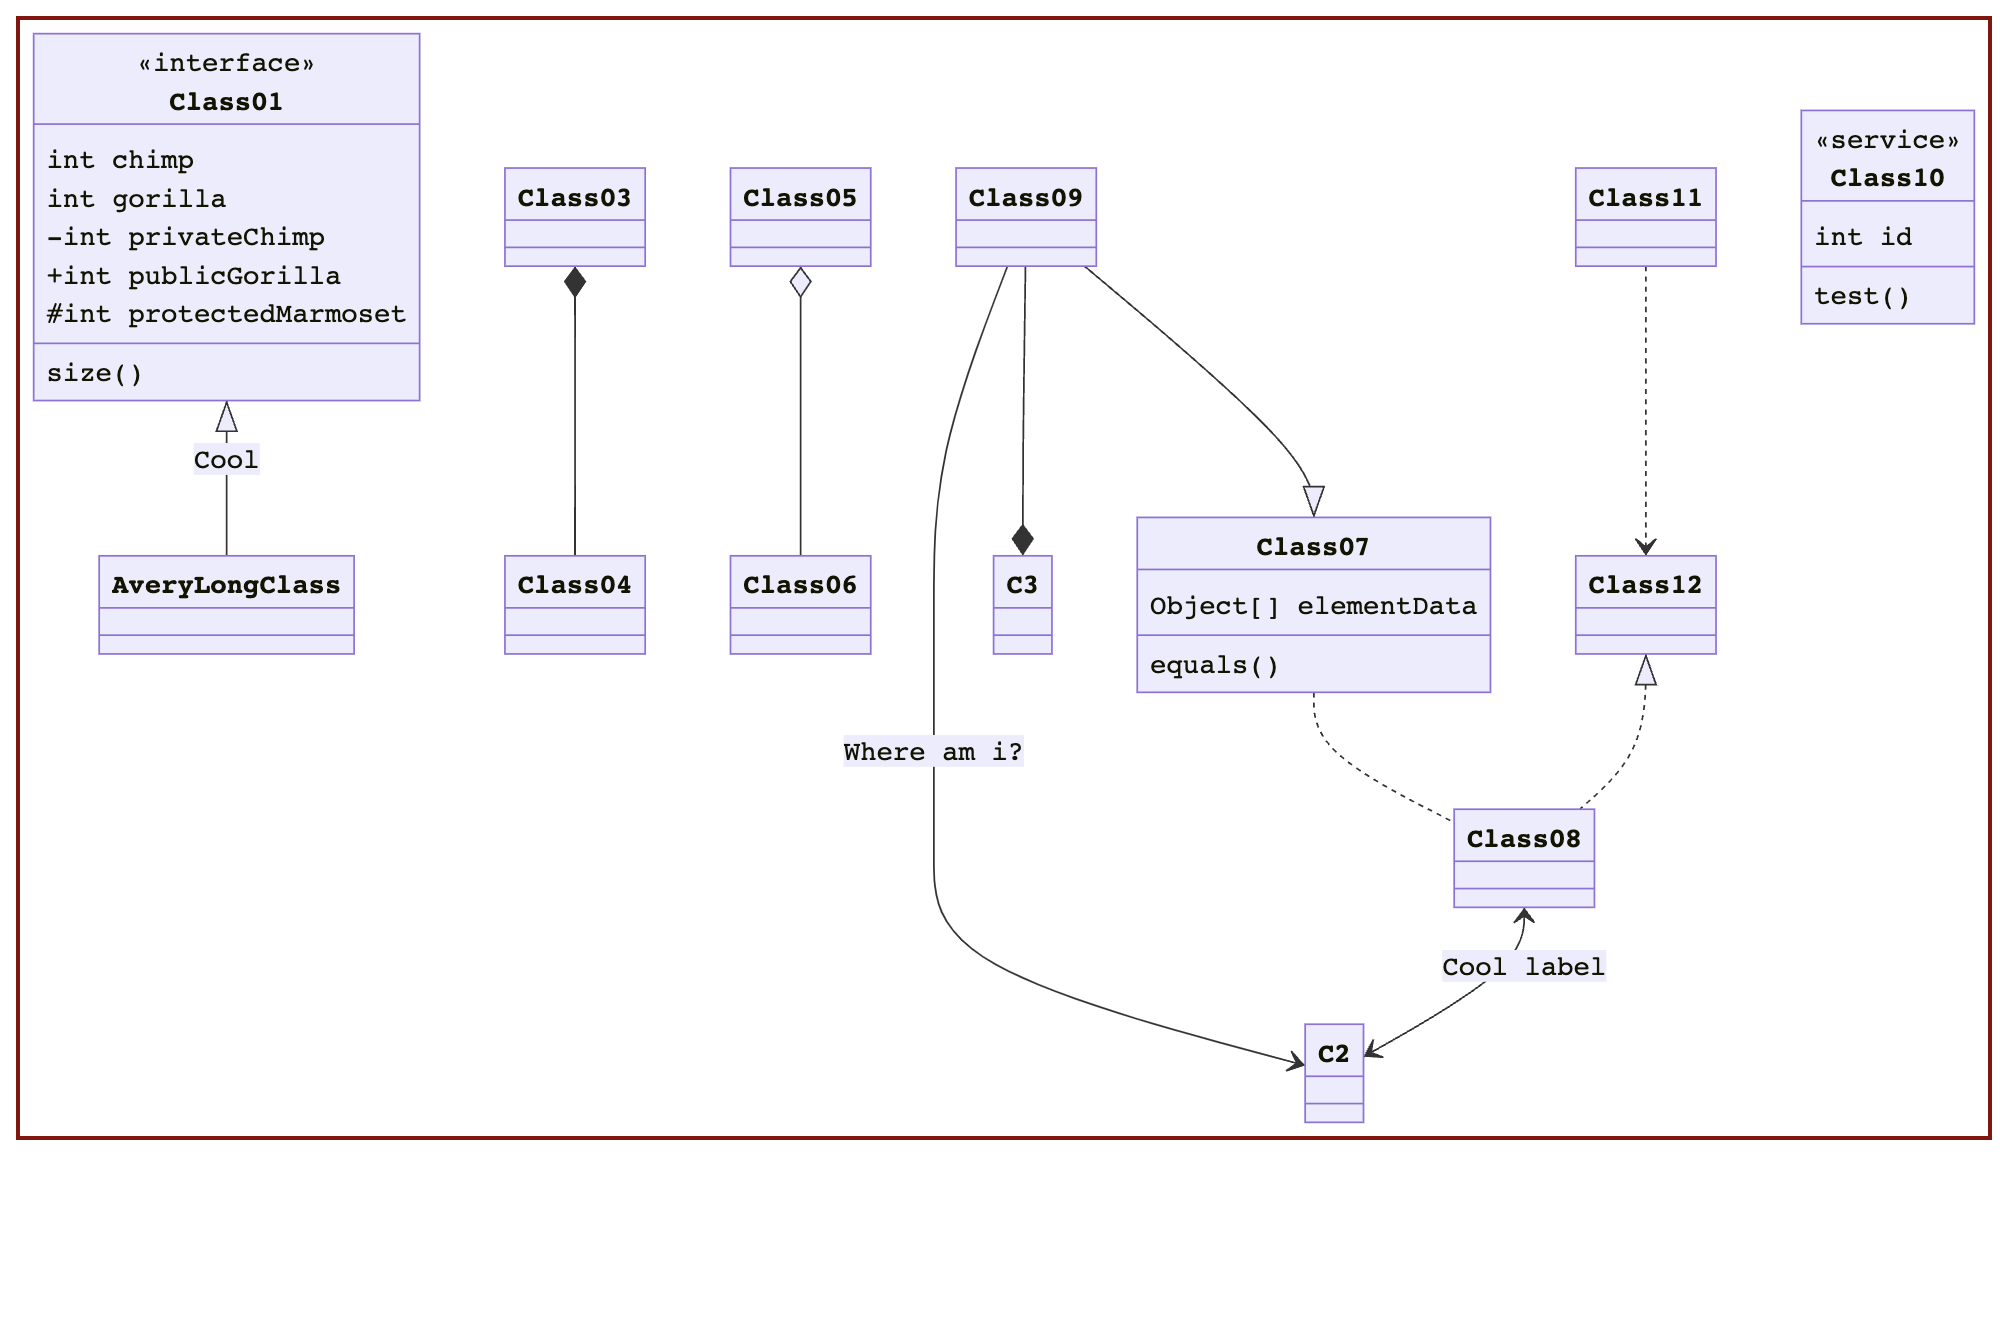 «interface»
Class01
int chimp
int gorilla
-int privateChimp
+int publicGorilla
#int protectedMarmoset
size()
Cool
AveryLongClass
Class03
Class04
Class05
Class06
Class09
C3
Where am i?
Class07
Object[] elementData
equals()
Class11
Class12
Class08
Cool label
C2
«service»
Class10
int id
test()